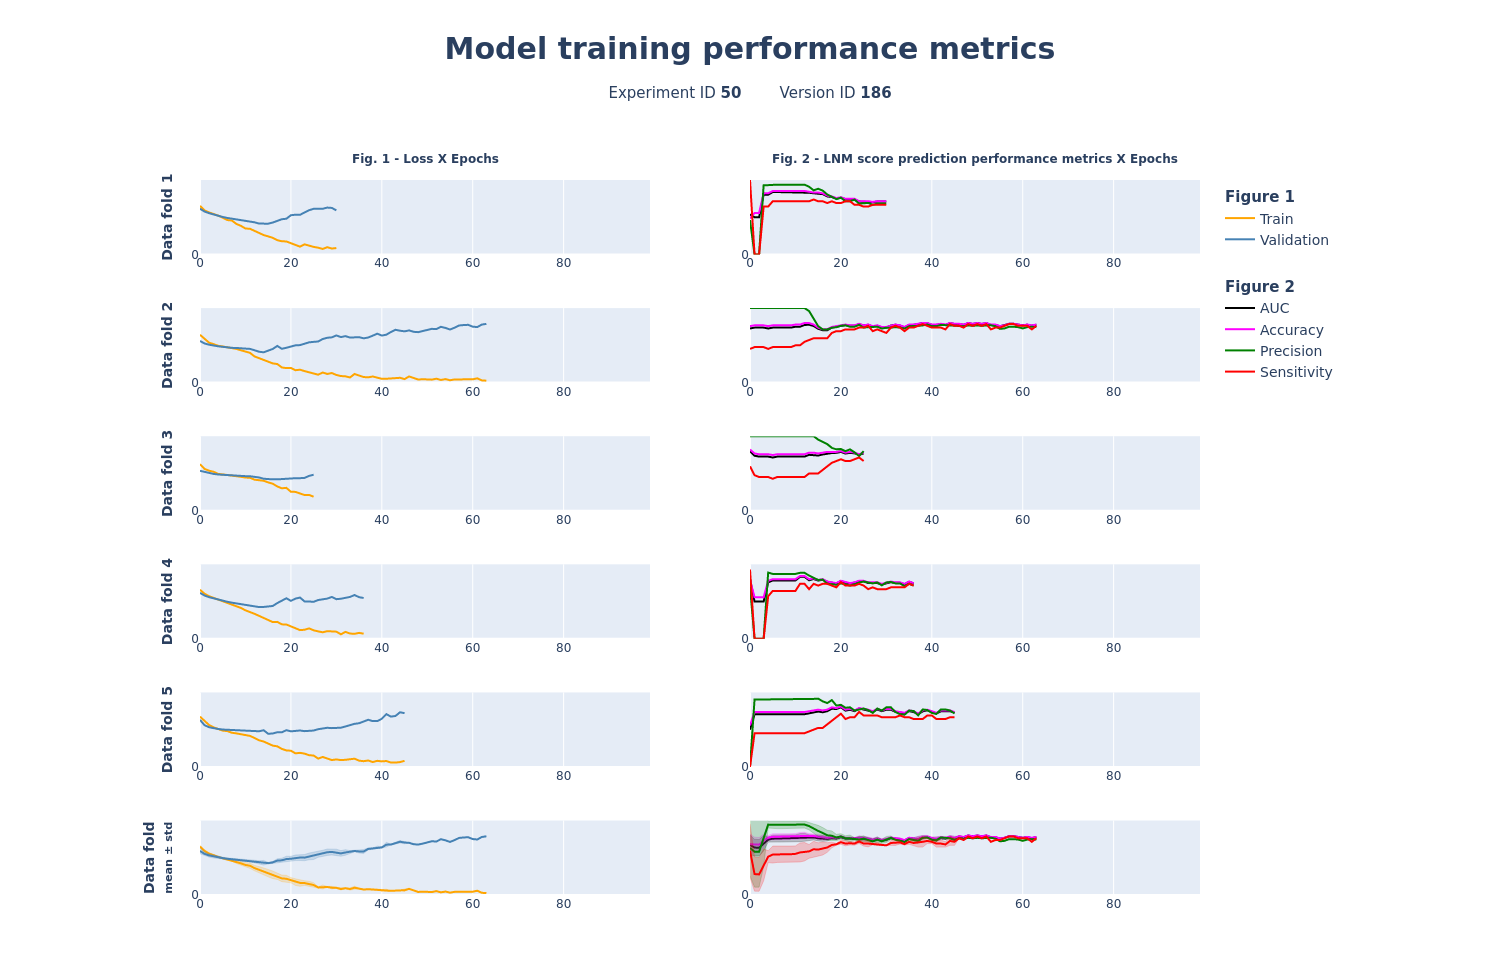 Model training performance metrics
Experiment ID 50 Version ID 186
Fig. 1 - Loss X Epochs
Fig. 2 - LNM score prediction performance metrics X Epochs
Data fold 1
0
0 20 40 60 80
0
0 20 40 60 80
Figure 1
Train
Validation
Figure 2
AUC
Accuracy
Precision
Sensitivity
Data fold 2
0
0 20 40 60 80
0
0 20 40 60 80
Data fold 3
0
0 20 40 60 80
0
0 20 40 60 80
Data fold 4
0
0 20 40 60 80
0
0 20 40 60 80
Data fold 5
0
0 20 40 60 80
0
0 20 40 60 80
Data fold
mean ± std
0
0 20 40 60 80
0
0 20 40 60 80